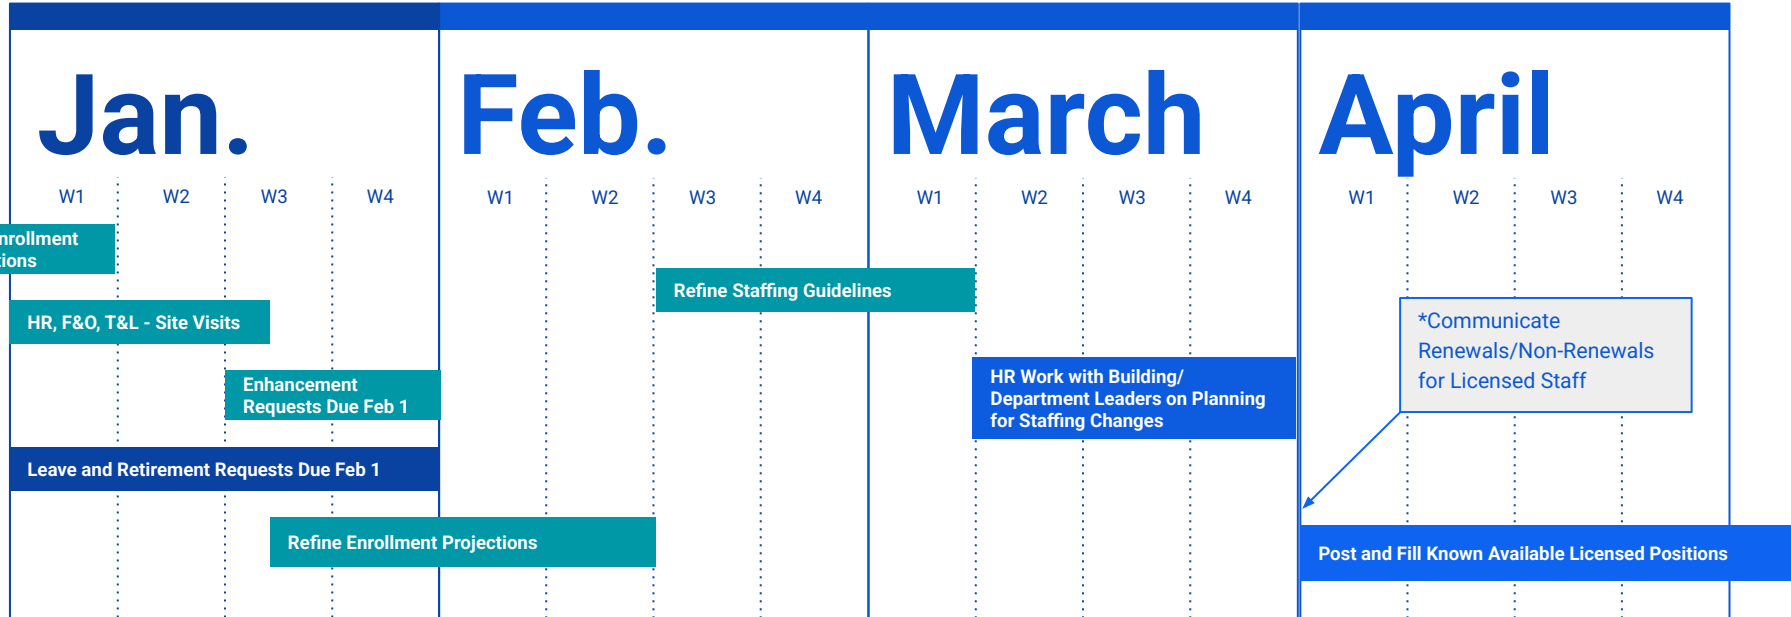 Jan. Feb. March April
W1 W2 W3 W4 W1 W2 W3 W4 W1 W2 W3 W4 W1 W2 W3 W4
nrollment
tions
Refine Staffing Guidelines
HR, F&O, T&L - Site Visits
*Communicate
Renewals/Non-Renewals
for Licensed Staff
Enhancement
Requests Due Feb 1
HR Work with Building/
Department Leaders on Planning
for Staffing Changes
Leave and Retirement Requests Due Feb 1
Refine Enrollment Projections
Post and Fill Known Available Licensed Positions